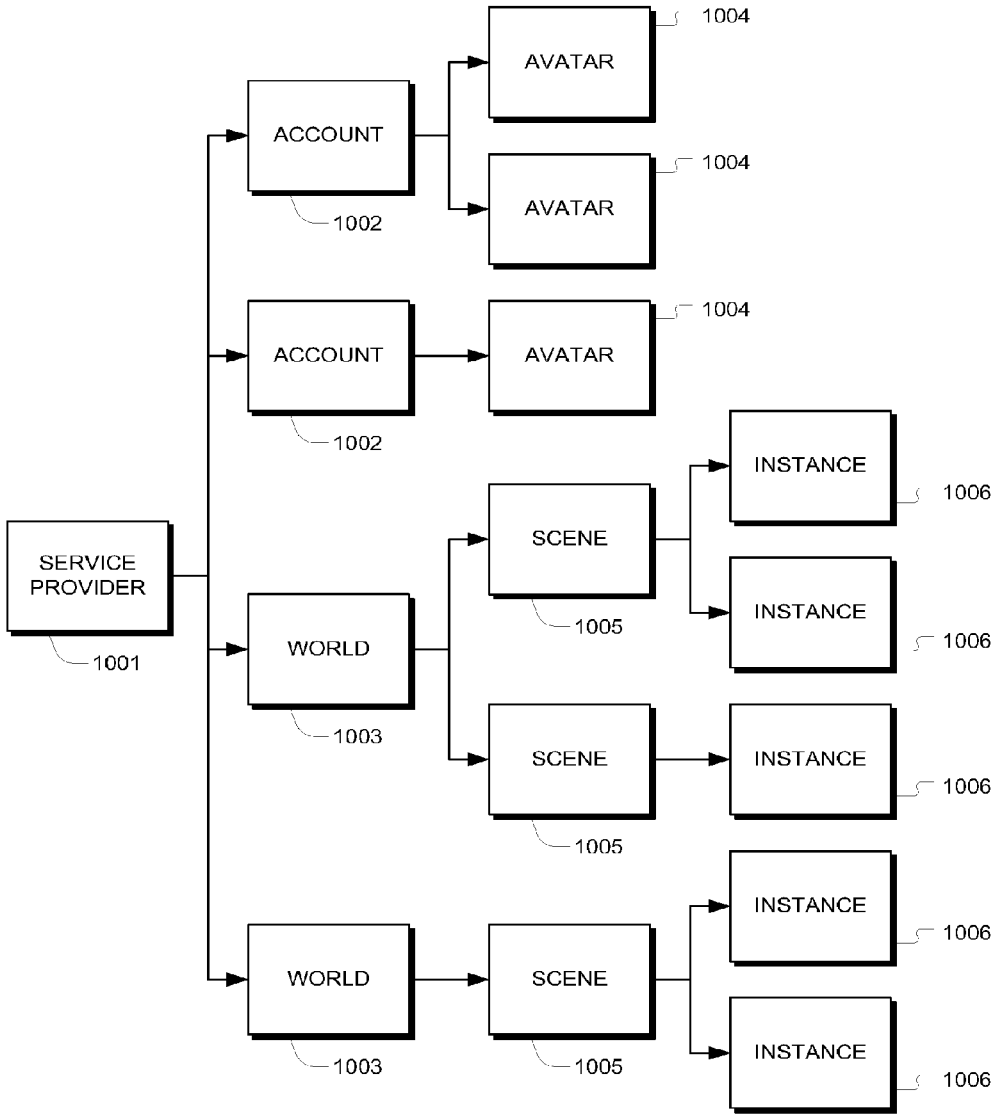 1004
AVATAR
ACCOUNT
1004
AVATAR
1002
1004
ACCOUNT
AVATAR
1002
INSTANCE
1006
SCENE
SERVICE
PROVIDER
INSTANCE
1005
1006
WORLD
1001
1003
SCENE
INSTANCE
1006
1005
INSTANCE
1006
WORLD
SCENE
INSTANCE
1003
1005
1006